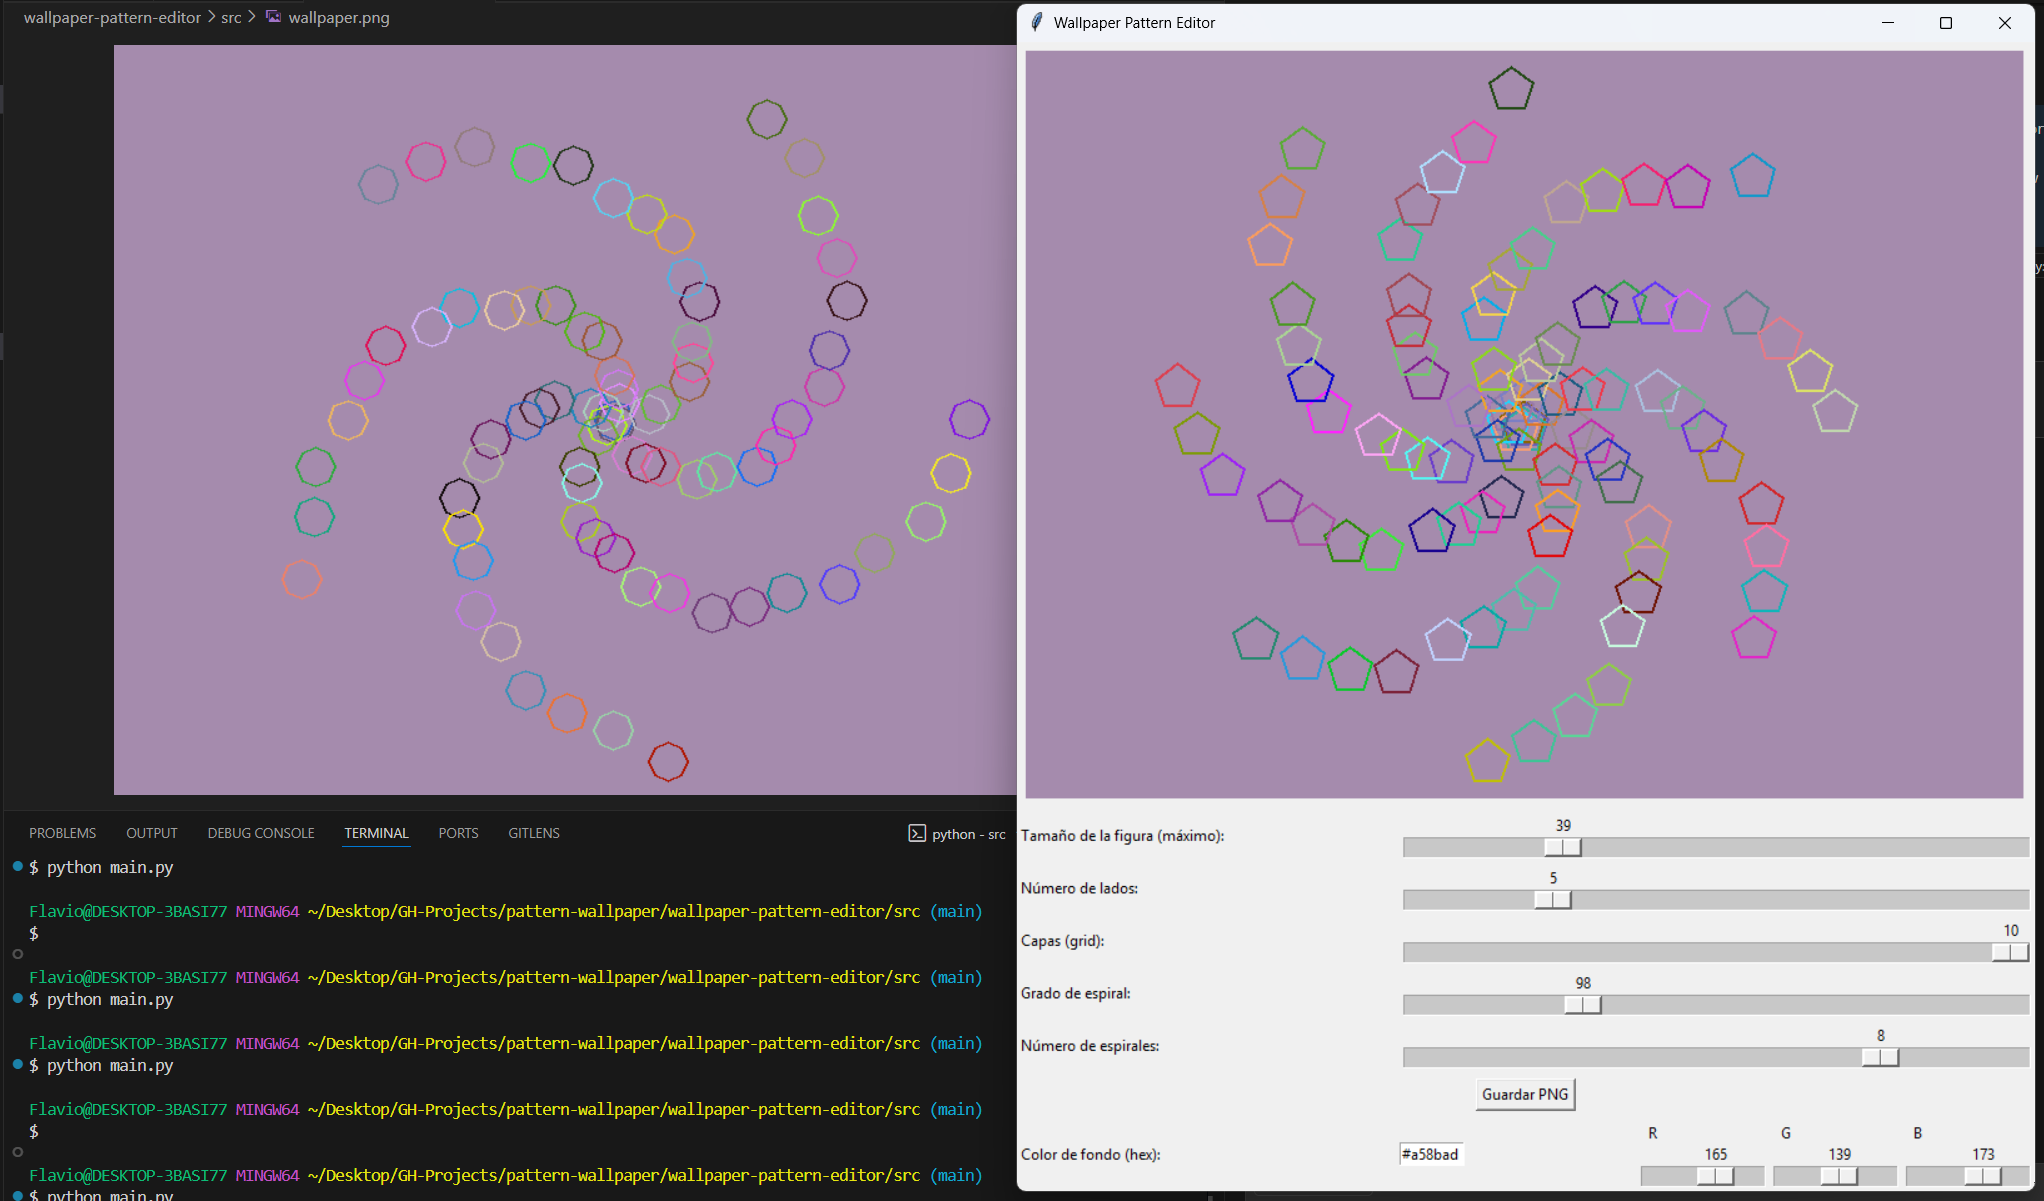 wallpaper-pattern-editor > src > wallpaper.png
PROBLEMS OUTPUT DEBUG CONSOLE TERMINAL PORTS GITLENS
python - src
$ python main.py
Flavio@DESKTOP-3BASI77 MINGW64 ~/Desktop/GH-Projects/pattern-wallpaper/wallpaper-pattern-editor/src (main)
$
Flavio@DESKTOP-3BASI77 MINGW64 ~/Desktop/GH-Projects/pattern-wallpaper/wallpaper-pattern-editor/src (main)
$ python main.py
Flavio@DESKTOP-3BASI77 MINGW64 ~/Desktop/GH-Projects/pattern-wallpaper/wallpaper-pattern-editor/src (main)
$ python main.py
Flavio@DESKTOP-3BASI77 MINGW64 ~/Desktop/GH-Projects/pattern-wallpaper/wallpaper-pattern-editor/src (main)
$
Flavio@DESKTOP-3BASI77 MINGW64 ~/Desktop/GH-Projects/pattern-wallpaper/wallpaper-pattern-editor/src (main)
$ python main.py
Wallpaper Pattern Editor
39
Tamaño de la figura (máximo):
5
Número de lados:
10
Capas (grid):
98
Grado de espiral:
8
Número de espirales:
Guardar PNG
R G B
Color de fondo (hex): #a58bad 165 139 173